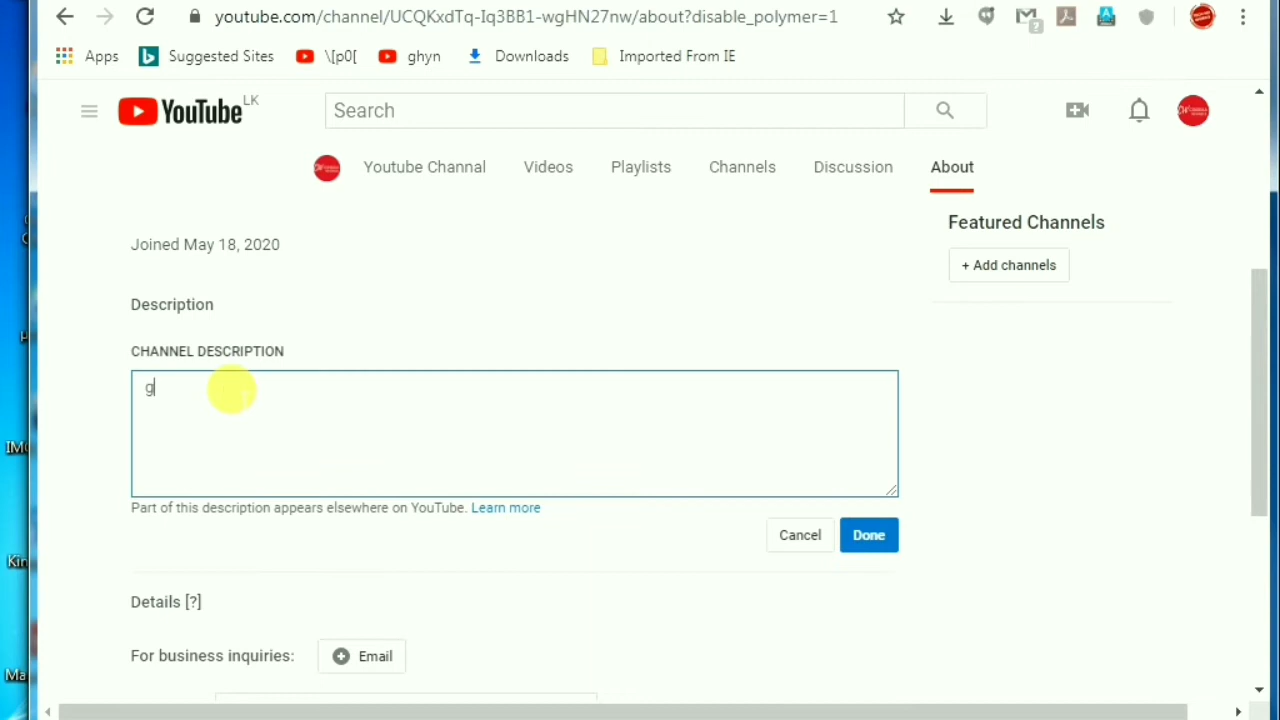 youtube.com/channel/UCQKxdTq-Iq3BB1-wgHN27nw/about?disable_polymer=1
Apps Suggested Sites \[p0[ ghyn Downloads Imported From IE
YouTube LK Search
Youtube Channal Videos Playlists Channels Discussion About
Featured Channels
Joined May 18, 2020
+ Add channels
Description
CHANNEL DESCRIPTION
g
Part of this description appears elsewhere on YouTube. Learn more
Cancel Done
Details [?]
For business inquiries: Email